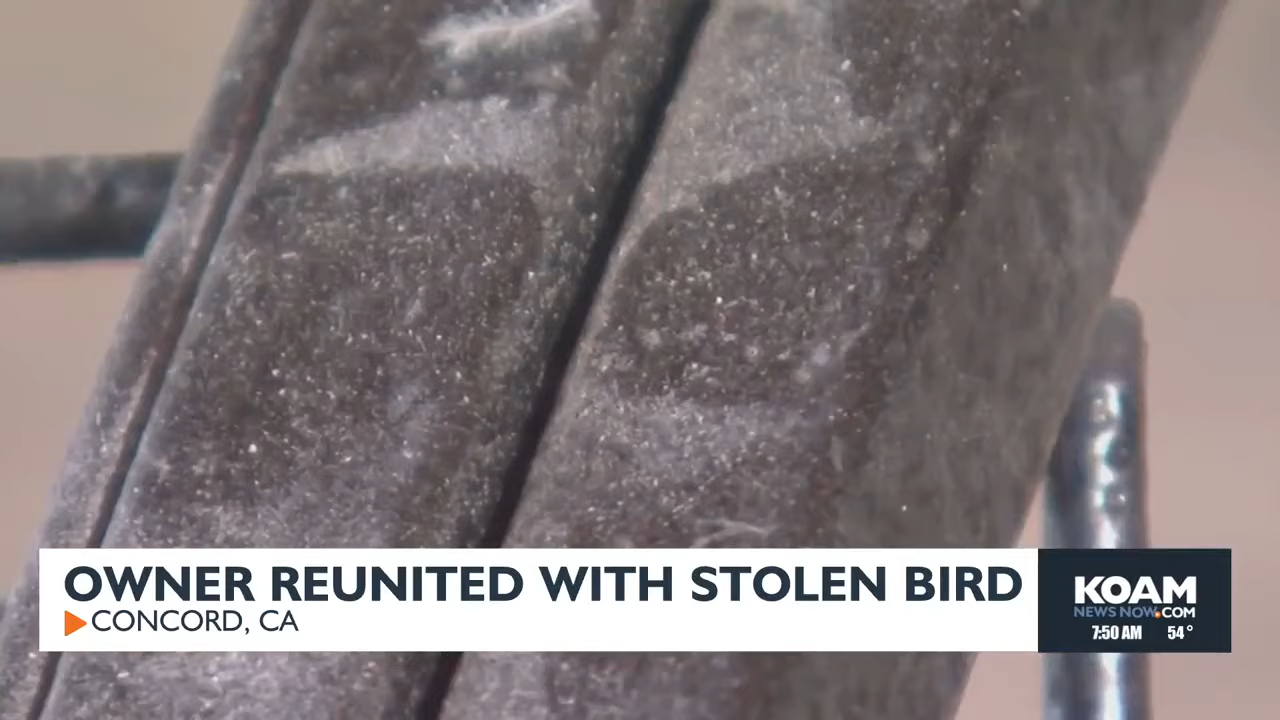 OWNER REUNITED WITH STOLEN BIRD
CONCORD, CA
KOAM
NEWS NOW.COM
7:50 AM 54°